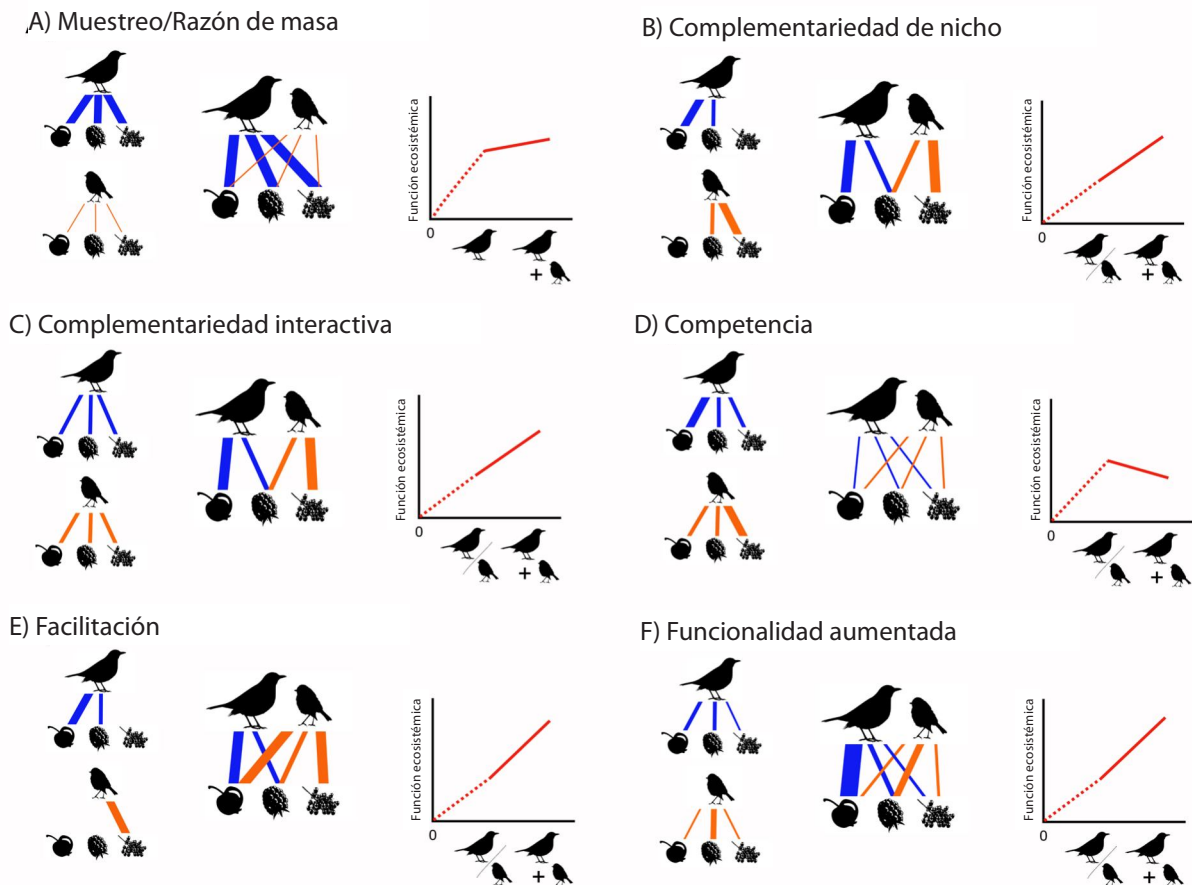 A) Muestreo/Razón de masa
Función ecosistémica
0
+
B) Complementariedad de nicho
Función ecosistémica
0
+
C) Complementariedad interactiva
Función ecosistémica
0
+
D) Competencia
Función ecosistémica
0
+
E) Facilitación
Función ecosistémica
0
+
F) Funcionalidad aumentada
Función ecosistémica
0
+